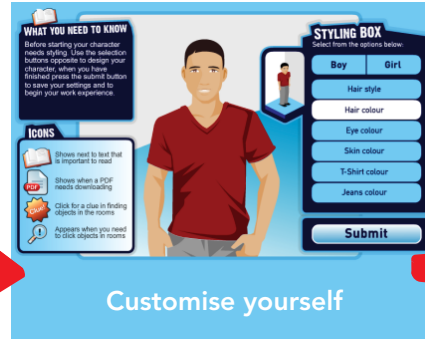 WHAT YOU NEED TO KNOW
Before starting your character
needs styling. Use the selection
buttons opposite to design your
character, when you have
finished press the submit button
to save your settings and to
begin your work experience.
ICONS
Shows next to text that
is important to read
PDF
Shows when a PDF
needs downloading
Clue!
Click for a clue in finding
objects in the rooms
Appears when you need
to click objects in rooms
STYLING BOX
Select from the options below:
Boy
Girl
Hair style
Hair colour
Eye colour
Skin colour
T-Shirt colour
Jeans colour
Submit
Customise yourself